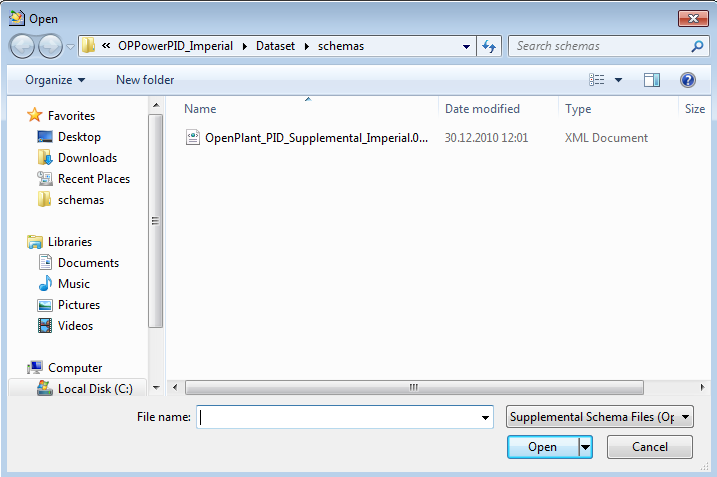 Open
« OPPowerPID_Imperial Dataset schemas Search schemas
Organize New folder
Favorites
Desktop
Downloads
Recent Places
schemas
Libraries
Documents
Music
Pictures
Videos
Computer
Local Disk (C:)
Name Date modified Type Size
OpenPlant_PID_Supplemental_Imperial.0... 30.12.2010 12:01 XML Document
File name: Supplemental Schema Files (Op
Open Cancel